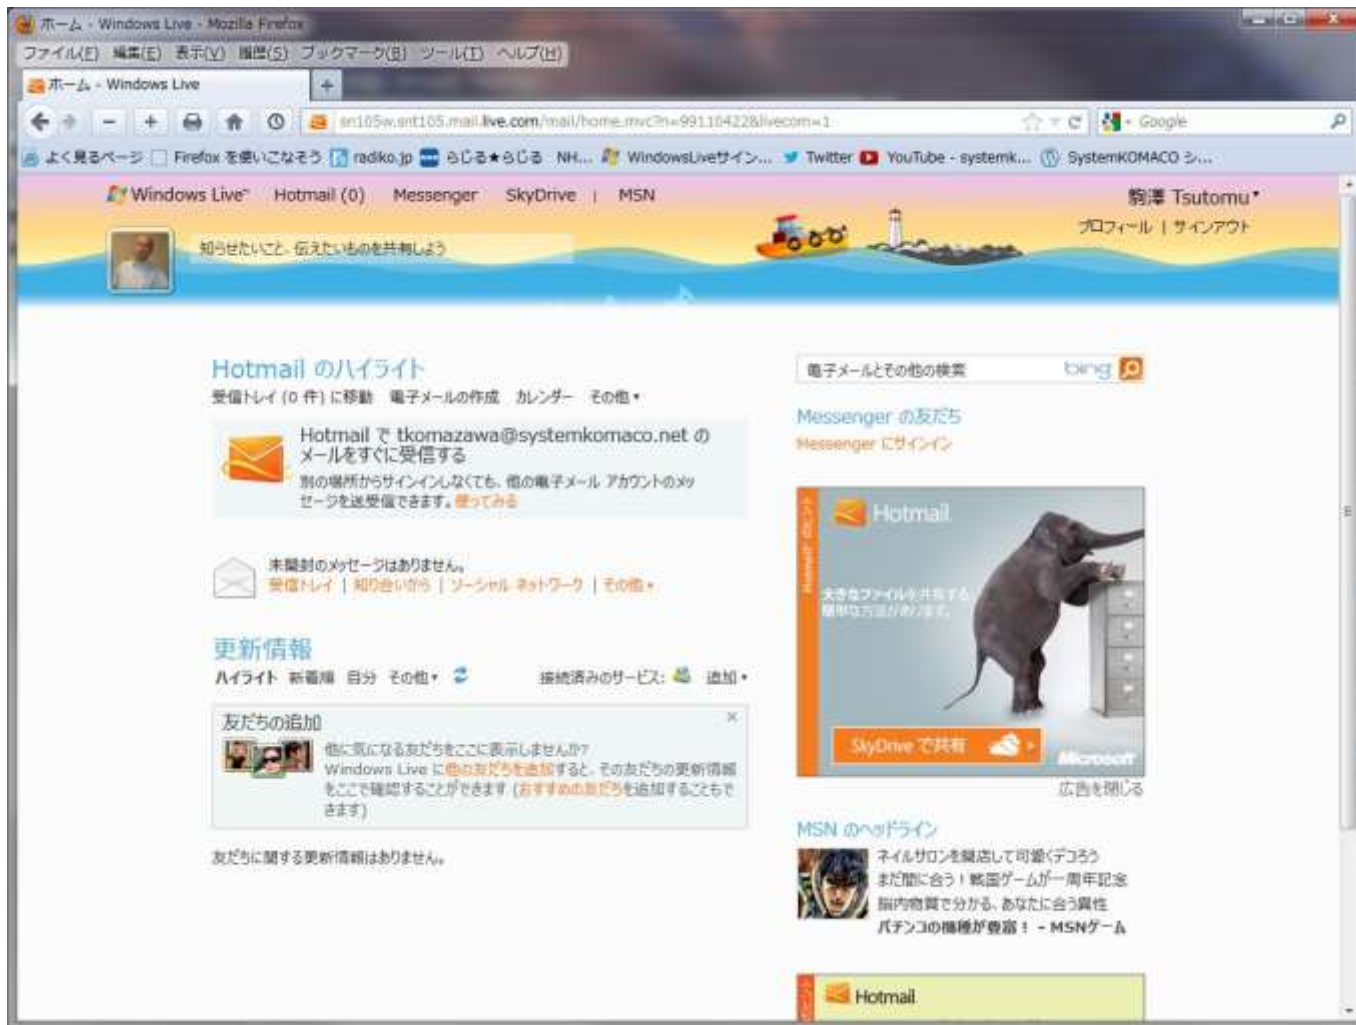 ホーム - Windows Live - Mozilla Firefox
ファイル(F) 編集(E) 表示(V) 履歴(S) ブックマーク(B) ツール(T) ヘルプ(H)
ホーム - Windows Live
sn105w.snt105.mail.live.com/mail/home.mvc?n=99110422&livecom=1
Google
よく見るページ Firefox を使いこなそう radiko.jp らじる★らじる NH... WindowsLiveサイン... Twitter YouTube - systemk... SystemKOMACO シ...
Windows Live™ Hotmail (0) Messenger SkyDrive | MSN
駒澤 Tsutomu
プロフィール | サインアウト
知らせたいこと、伝えたいものを共有しよう
Hotmail のハイライト
受信トレイ (0 件) に移動 電子メールの作成 カレンダー その他
Hotmail で tkomazawa@systemkomaco.net の
メールをすぐに受信する
別の場所からサインインしなくても、他の電子メール アカウントのメッ
セージを送受信できます。使ってみる
未開封のメッセージはありません。
受信トレイ | 知り合いから | ソーシャル ネットワーク | その他
更新情報
ハイライト 新着順 自分 その他
接続済みのサービス: 追加
友だちの追加
他に気になる友だちをここに表示しませんか?
Windows Live に他の友だちを追加すると、その友だちの更新情報
をここで確認することができます (おすすめの友だちを追加することもで
きます)
友だちに関する更新情報はありません。
電子メールとその他の検索
bing
Messenger の友だち
Messenger にサインイン
Hotmail
大きなファイルを共有する
簡単な方法があります。
SkyDrive で共有
Microsoft
広告を閉じる
MSN のヘッドライン
ネイルサロンを開店して可愛くデコろう
まだ間に合う！戦国ゲームが一周年記念
脳内物質で分かる、あなたに合う異性
パチンコの機種が豊富！ - MSNゲーム
Hotmail